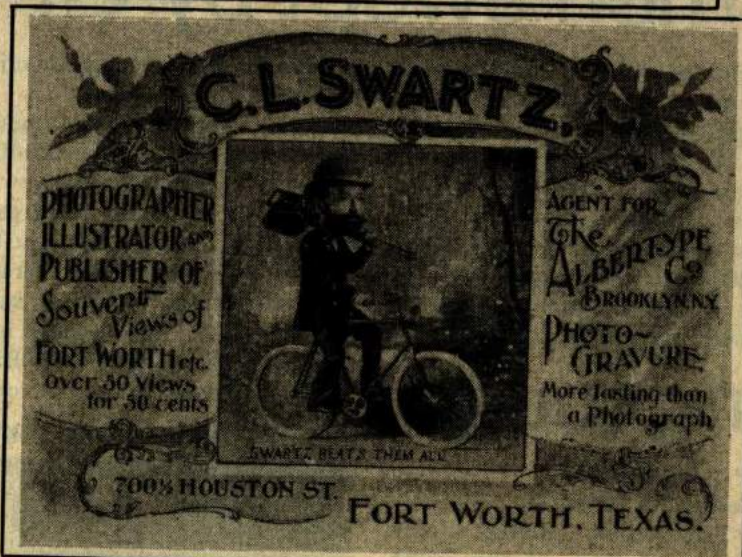 C.L. SWARTZ,
PHOTOGRAPHER
ILLUSTRATOR AND
PUBLISHER OF
Souvenir
Views of
FORT WORTH etc.
over 50 Views
for 50 cents
AGENT FOR
The
ALBERTYPE
Co
BROOKLYN.N.Y.
PHOTO-
GRAVURE
More lasting than
a Photograph
SWARTZ BEATS THEM ALL
700½ HOUSTON ST.
FORT WORTH, TEXAS.